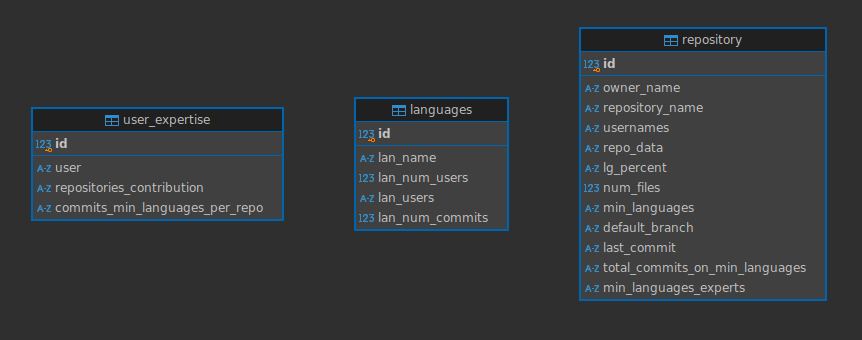 user_expertise
123 id
A-Z user
A-Z repositories_contribution
A-Z commits_min_languages_per_repo
languages
123 id
A-Z lan_name
123 lan_num_users
A-Z lan_users
123 lan_num_commits
repository
123 id
A-Z owner_name
A-Z repository_name
A-Z usernames
A-Z repo_data
A-Z lg_percent
123 num_files
A-Z min_languages
A-Z default_branch
A-Z last_commit
A-Z total_commits_on_min_languages
A-Z min_languages_experts